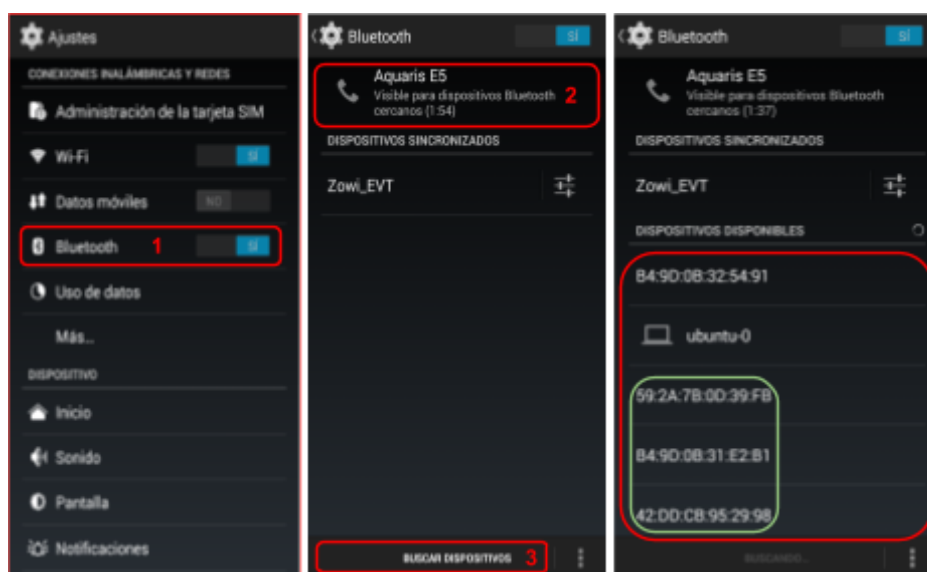 Ajustes
CONEXIONES INALÁMBRICAS Y REDES
Administración de la tarjeta SIM
Wi-Fi SÍ
Datos móviles NO
Bluetooth 1 SÍ
Uso de datos
Más...
DISPOSITIVO
Inicio
Sonido
Pantalla
Notificaciones
Bluetooth SÍ
Aquaris E5
Visible para dispositivos Bluetooth 2
cercanos (1:54)
DISPOSITIVOS SINCRONIZADOS
Zowi_EVT
BUSCAR DISPOSITIVOS 3
Bluetooth SÍ
Aquaris E5
Visible para dispositivos Bluetooth
cercanos (1:37)
DISPOSITIVOS SINCRONIZADOS
Zowi_EVT
DISPOSITIVOS DISPONIBLES
B4:9D:0B:32:54:91
ubuntu-0
59:2A:7B:0D:39:FB
B4:9D:0B:31:E2:B1
42:DD:CB:95:29:98
BUSCANDO...